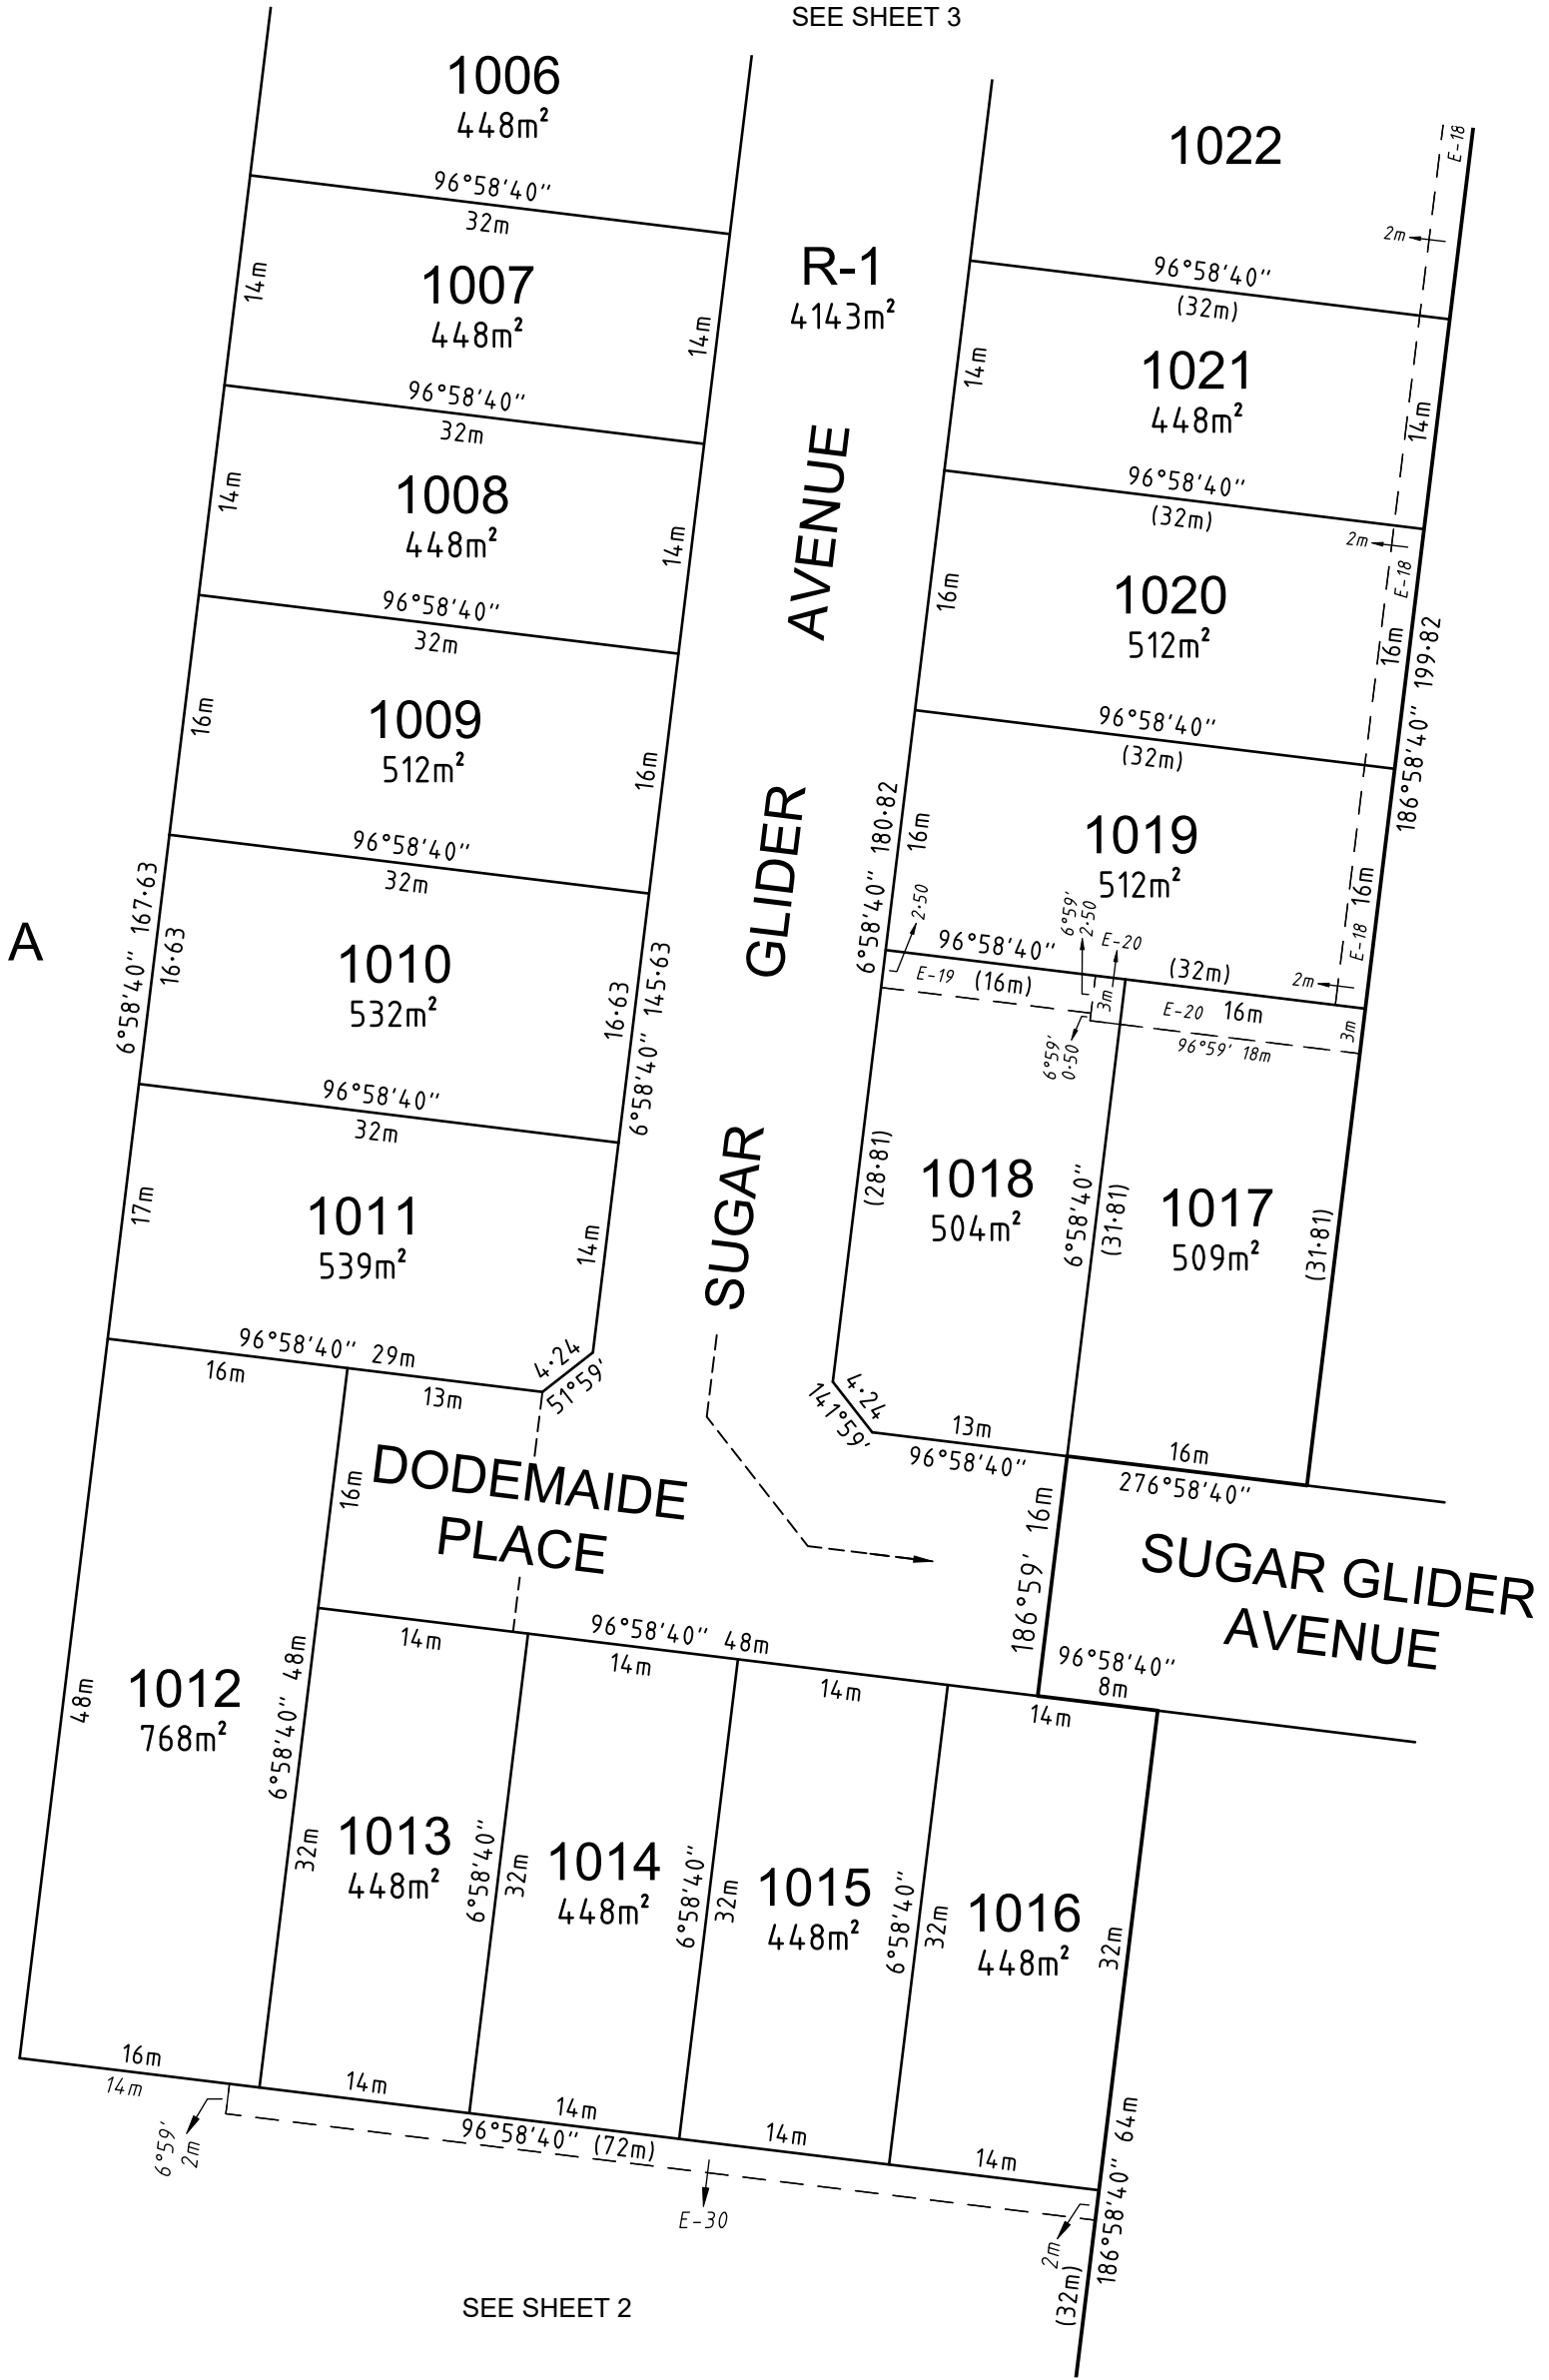 SEE SHEET 3
1006
448m²
96°58'40"
32m
1007
448m²
14m
14m
96°58'40"
32m
1008
448m²
14m
14m
96°58'40"
32m
1009
512m²
16m
16m
96°58'40"
32m
A
6°58'40" 167·63
16·63
1010
532m²
16·63
6°58'40" 145·63
96°58'40"
32m
1011
539m²
17m
14m
96°58'40" 29m
16m
13m
4·24
51°59'
R-1
4143m²
SUGAR GLIDER AVENUE
1022
E-18
2m
96°58'40"
(32m)
1021
448m²
14m
14m
96°58'40"
(32m)
2m
E-18
1020
512m²
16m
16m
186°58'40" 199·82
96°58'40"
(32m)
1019
512m²
6°58'40" 180·82
16m
16m
E-18
2·50
96°58'40"
6°59'
2·50
E-20
(32m)
2m
E-19
(16m)
3m
E-20
16m
3m
6°59'
0·50
96°59' 18m
1018
504m²
(28·81)
6°58'40"
(31·81)
1017
509m²
(31·81)
4·24
141°59'
13m
96°58'40"
16m
276°58'40"
DODEMAIDE
PLACE
16m
186°59' 16m
SUGAR GLIDER
AVENUE
96°58'40"
8m
96°58'40" 48m
14m
14m
14m
14m
1012
768m²
48m
6°58'40" 48m
1013
448m²
32m
6°58'40"
32m
1014
448m²
6°58'40"
32m
1015
448m²
6°58'40"
32m
1016
448m²
32m
16m
14m
14m
14m
14m
14m
96°58'40" (72m)
6°59'
2m
E-30
2m
186°58'40" 64m
(32m)
SEE SHEET 2